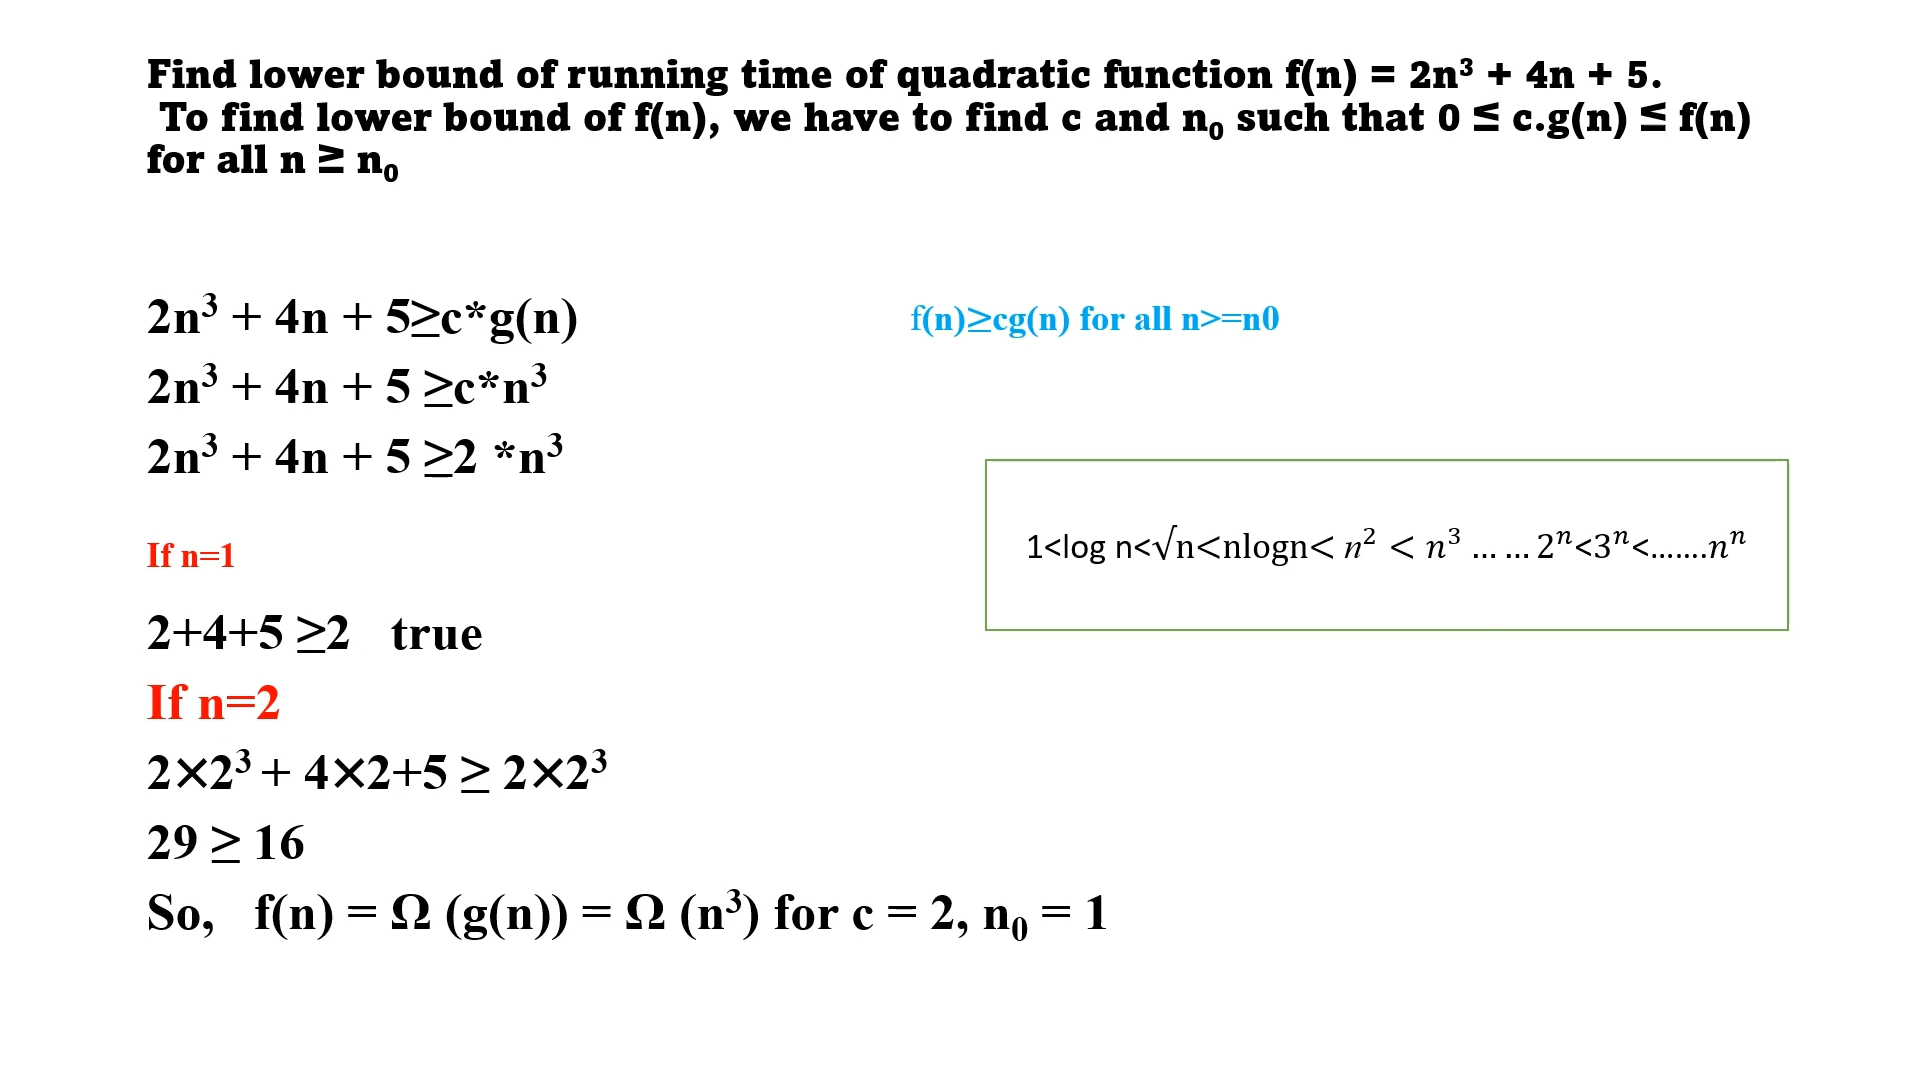 Find lower bound of running time of quadratic function f(n) = 2n³ + 4n + 5.
To find lower bound of f(n), we have to find c and n₀ such that 0 ≤ c.g(n) ≤ f(n)
for all n ≥ n₀
2n³ + 4n + 5≥c*g(n)
f(n)≥cg(n) for all n>=n0
2n³ + 4n + 5 ≥c*n³
2n³ + 4n + 5 ≥2 *n³
1<log n<√n<nlogn< n² < n³ … … 2ⁿ<3ⁿ<…….nⁿ
If n=1
2+4+5 ≥2 true
If n=2
2×2³ + 4×2+5 ≥ 2×2³
29 ≥ 16
So, f(n) = Ω (g(n)) = Ω (n³) for c = 2, n₀ = 1